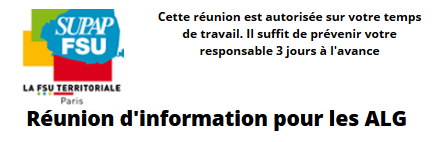 SUPAP
FSU
LA FSU TERRITORIALE
Paris
Cette réunion est autorisée sur votre temps
de travail. Il suffit de prévenir votre
responsable 3 jours à l'avance
Réunion d'information pour les ALG